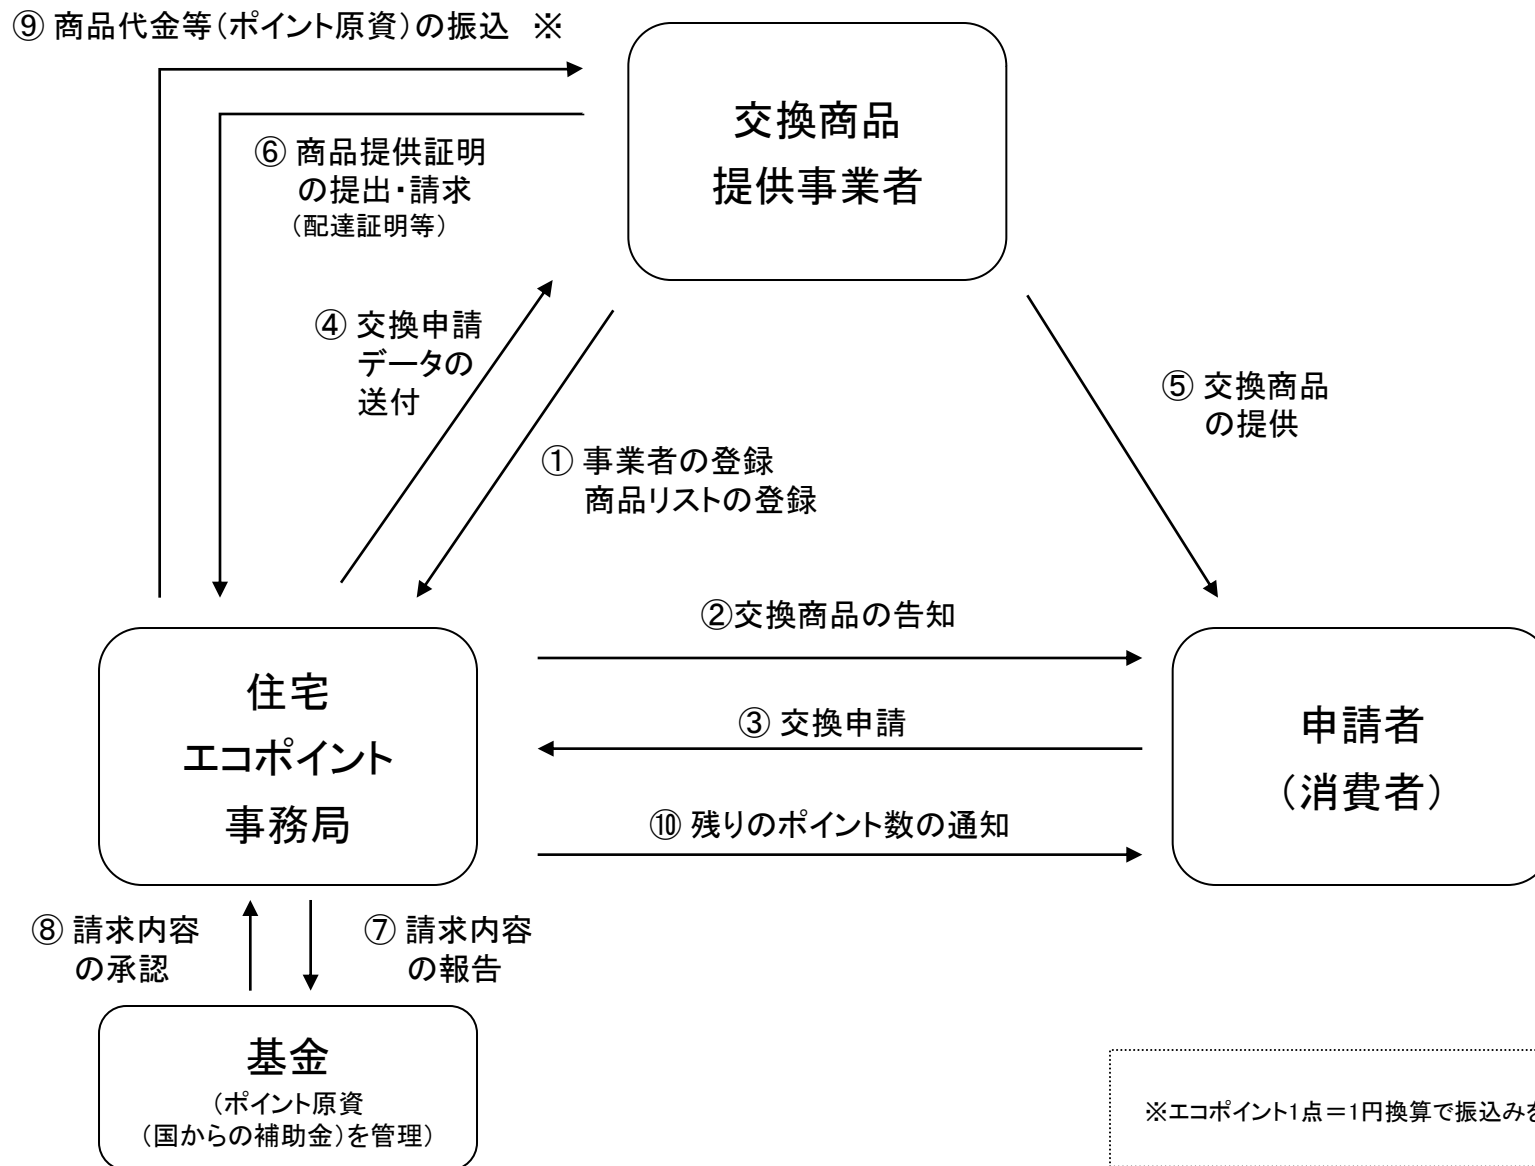 ⑨ 商品代金等（ポイント原資）の振込　※
交換商品
提供事業者
⑥ 商品提供証明
の提出・請求
（配達証明等）
④ 交換申請
データの
送付
⑤ 交換商品
の提供
① 事業者の登録
商品リストの登録
②交換商品の告知
住宅
エコポイント
事務局
③ 交換申請
申請者
（消費者）
⑩ 残りのポイント数の通知
⑧ 請求内容
の承認
⑦ 請求内容
の報告
基金
（ポイント原資
（国からの補助金）を管理）
※エコポイント1点＝1円換算で振込みを